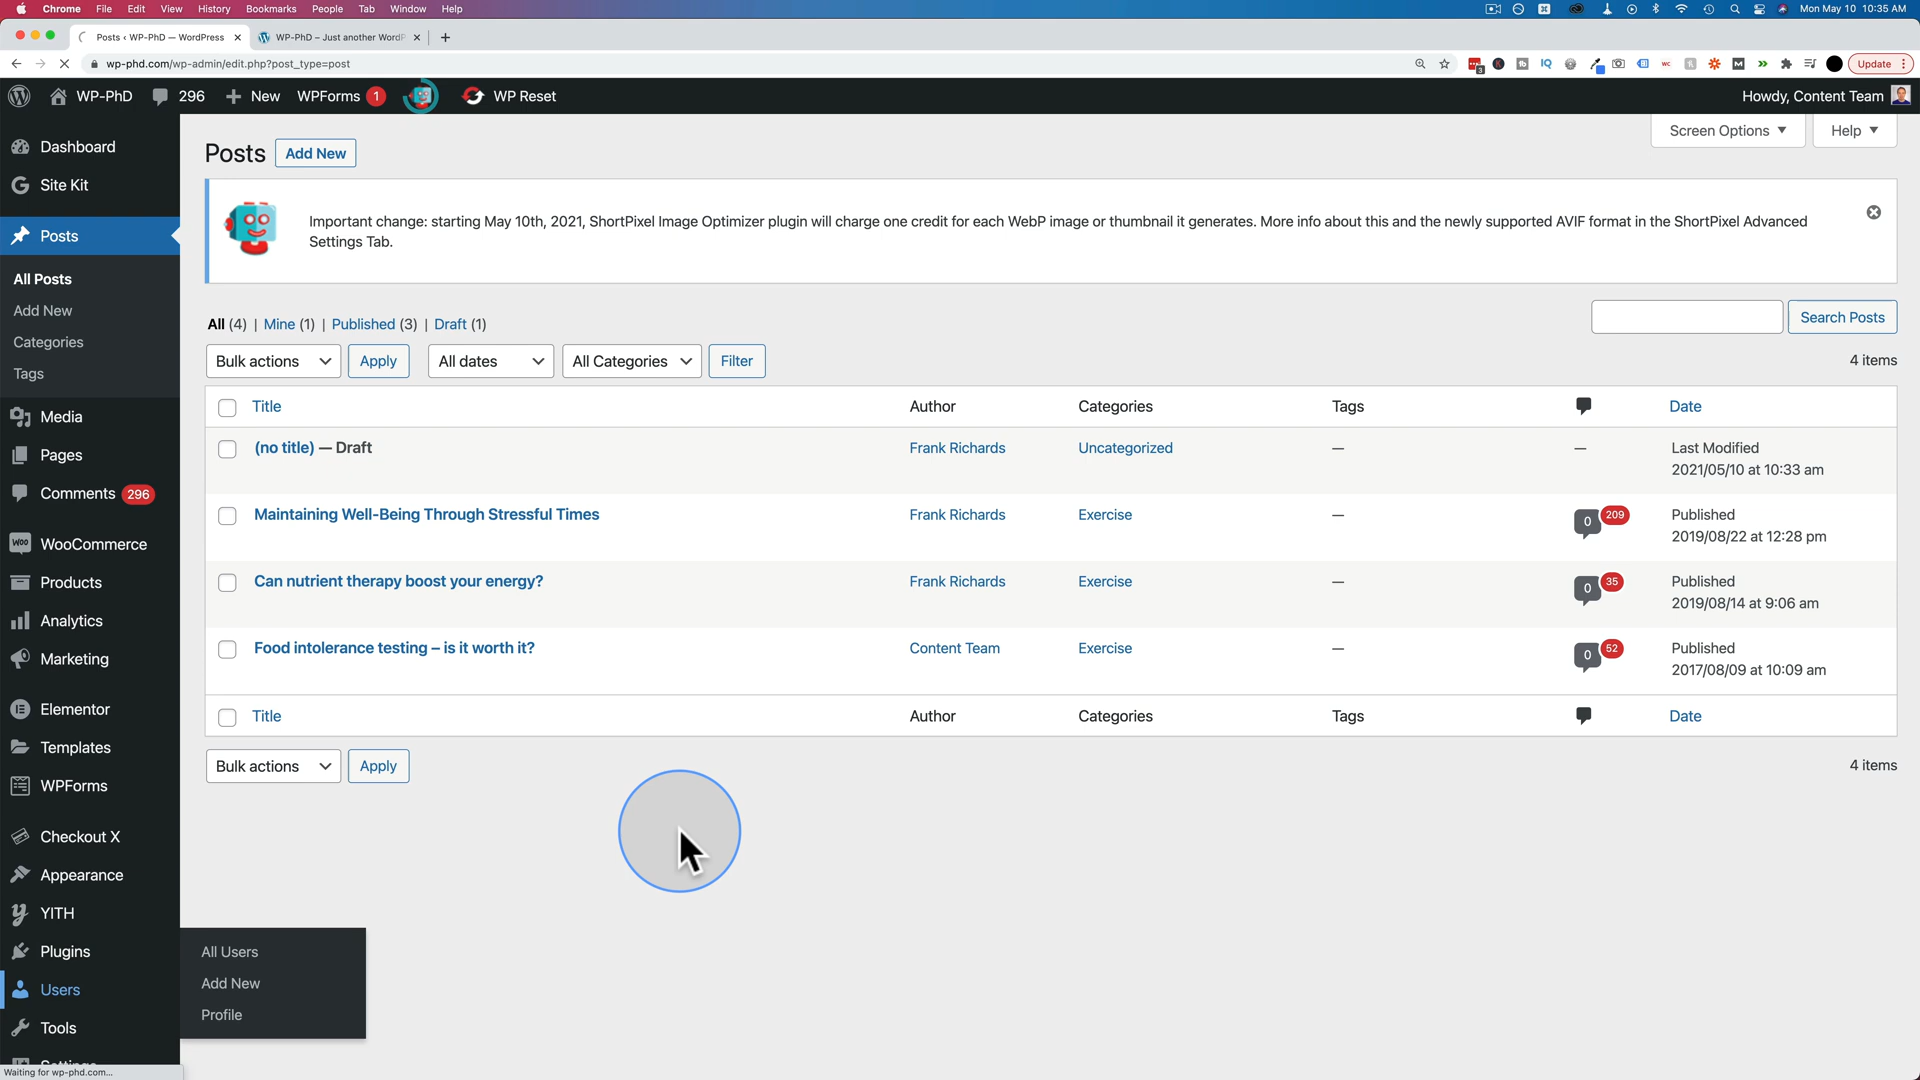 Chrome File Edit View History Bookmarks People Tab Window Help Mon May 10 10:35 AM
Posts ‹ WP-PhD — WordPress WP-PhD – Just another WordP
wp-phd.com/wp-admin/edit.php?post_type=post Update
WP-PhD 296 New WPForms 1 WP Reset Howdy, Content Team
Screen Options Help
Dashboard
Site Kit
Posts
All Posts
Add New
Categories
Tags
Media
Pages
Comments 296
WooCommerce
Products
Analytics
Marketing
Elementor
Templates
WPForms
Checkout X
Appearance
YITH
Plugins
Users
Tools
All Users
Add New
Profile
Waiting for wp-phd.com...
Posts Add New
Important change: starting May 10th, 2021, ShortPixel Image Optimizer plugin will charge one credit for each WebP image or thumbnail it generates. More info about this and the newly supported AVIF format in the ShortPixel Advanced
Settings Tab.
All (4) | Mine (1) | Published (3) | Draft (1)
Search Posts
Bulk actions Apply All dates All Categories Filter 4 items
Title Author Categories Tags Date
(no title) — Draft Frank Richards Uncategorized — — Last Modified
2021/05/10 at 10:33 am
Maintaining Well-Being Through Stressful Times Frank Richards Exercise — 0 209 Published
2019/08/22 at 12:28 pm
Can nutrient therapy boost your energy? Frank Richards Exercise — 0 35 Published
2019/08/14 at 9:06 am
Food intolerance testing – is it worth it? Content Team Exercise — 0 52 Published
2017/08/09 at 10:09 am
Title Author Categories Tags Date
Bulk actions Apply 4 items